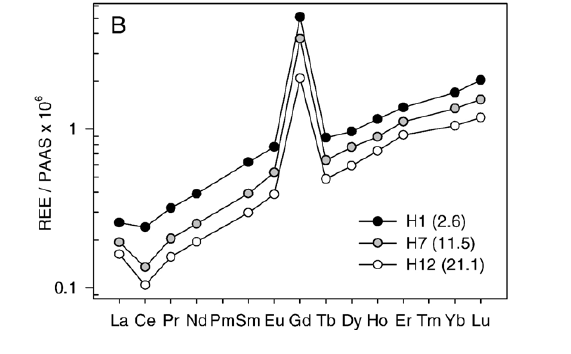 B
REE / PAAS x 10⁶
1
0.1
H1 (2.6)
H7 (11.5)
H12 (21.1)
La Ce Pr Nd Pm Sm Eu Gd Tb Dy Ho Er Tm Yb Lu